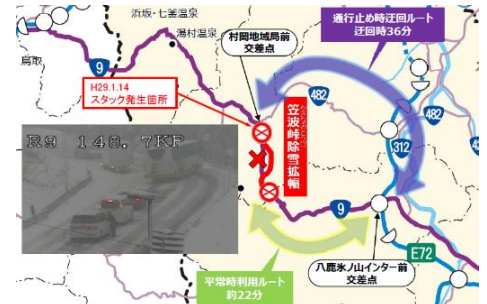 浜坂・七釜温泉
湯村温泉
鳥取
9
村岡地域局前
交差点
通行止め時迂回ルート
迂回時36分
H29.1.14
スタック発生箇所
482
482
312
笠波峠除雪拡幅
R9 148.7KP
9
E72
八鹿氷ノ山インター前
交差点
平常時利用ルート
約22分